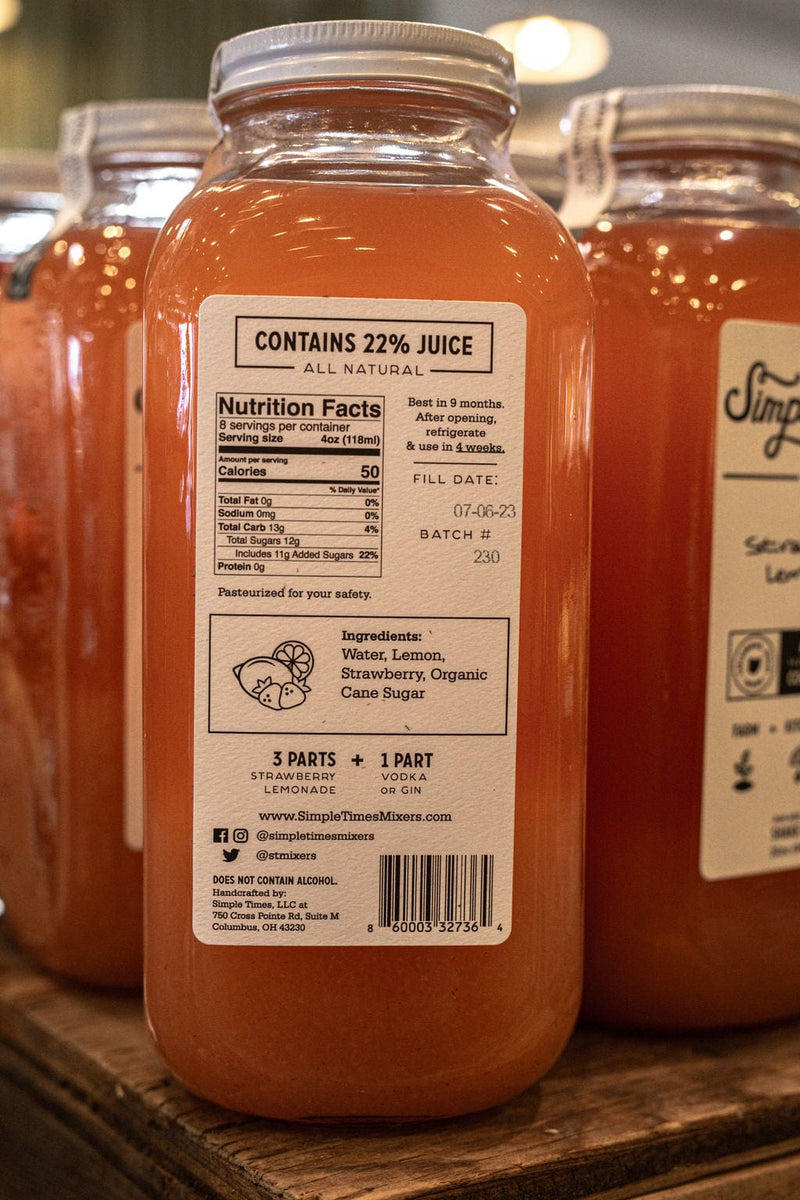 CONTAINS 22% JUICE
ALL NATURAL
Nutrition Facts
8 servings per container
Serving size 4oz (118ml)
Amount per serving
Calories 50
% Daily Value*
Total Fat 0g 0%
Sodium 0mg 0%
Total Carb 13g 4%
Total Sugars 12g
Includes 11g Added Sugars 22%
Protein 0g
Pasteurized for your safety.
Best in 9 months.
After opening,
refrigerate
& use in 4 weeks.
FILL DATE:
07-06-23
BATCH #
230
Ingredients:
Water, Lemon,
Strawberry, Organic
Cane Sugar
3 PARTS + 1 PART
STRAWBERRY LEMONADE
VODKA OR GIN
www.SimpleTimesMixers.com
@simpletimesmixers
@stmixers
DOES NOT CONTAIN ALCOHOL.
Handcrafted by:
Simple Times, LLC at
750 Cross Pointe Rd, Suite M
Columbus, OH 43230
8 60003 32736 4
Simp